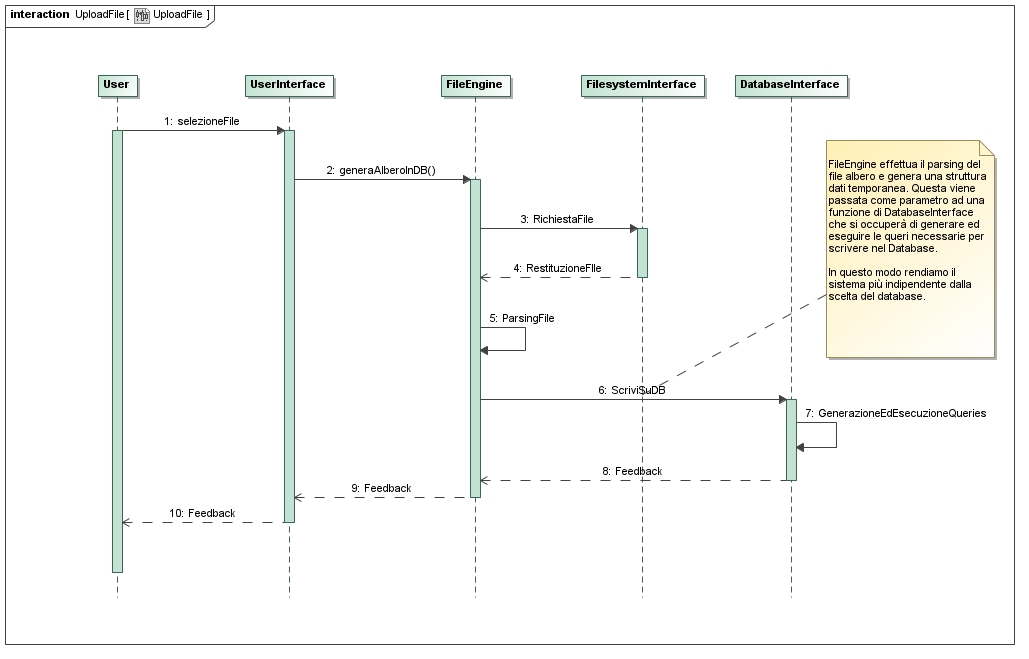 interaction UploadFile[ UploadFile ]
User
UserInterface
FileEngine
FilesystemInterface
DatabaseInterface
1: selezioneFile
2: generaAlberoInDB()
3: RichiestaFile
4: RestituzioneFIle
5: ParsingFile
6: ScriviSuDB
7: GenerazioneEdEsecuzioneQueries
8: Feedback
9: Feedback
10: Feedback
FileEngine effettua il parsing del
file albero e genera una struttura
dati temporanea. Questa viene
passata come parametro ad una
funzione di DatabaseInterface
che si occuperà di generare ed
eseguire le queri necessarie per
scrivere nel Database.
In questo modo rendiamo il
sistema più indipendente dalla
scelta del database.